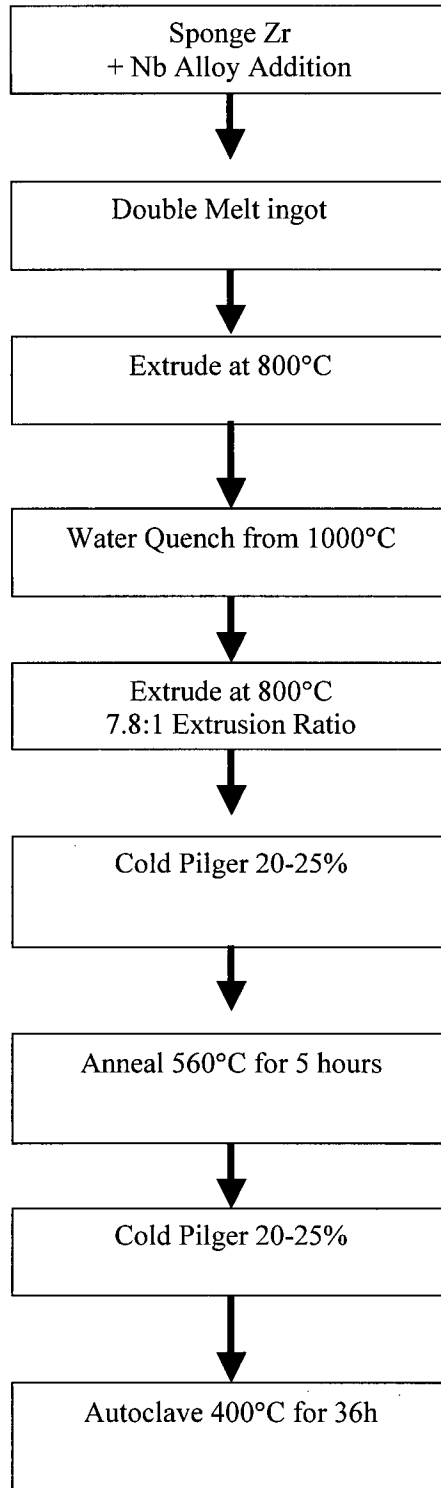 Sponge Zr
+ Nb Alloy Addition
Double Melt ingot
Extrude at 800°C
Water Quench from 1000°C
Extrude at 800°C
7.8:1 Extrusion Ratio
Cold Pilger 20-25%
Anneal 560°C for 5 hours
Cold Pilger 20-25%
Autoclave 400°C for 36h